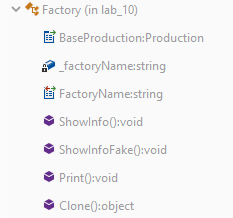 Factory (in lab_10)
BaseProduction:Production
_factoryName:string
FactoryName:string
ShowInfo():void
ShowInfoFake():void
Print():void
Clone():object